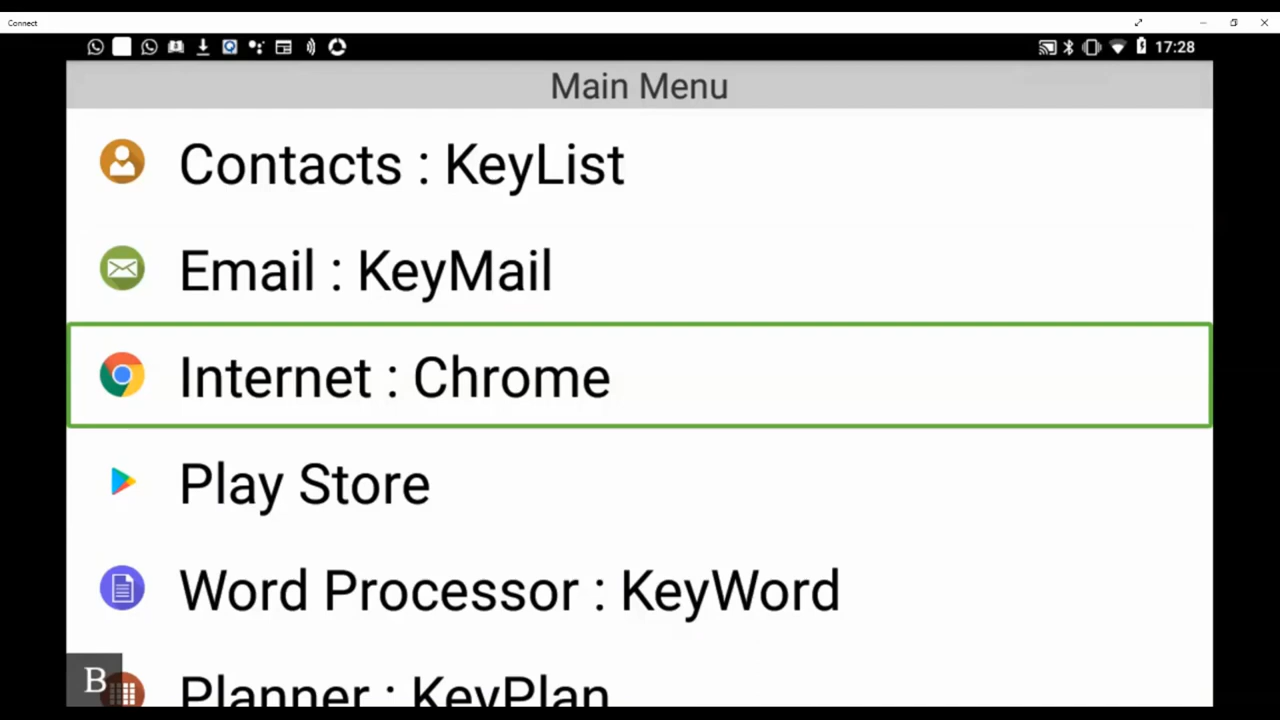 Connect
17:28
Main Menu
Contacts : KeyList
Email : KeyMail
Internet : Chrome
Play Store
Word Processor : KeyWord
B
Planner : KeyPlan